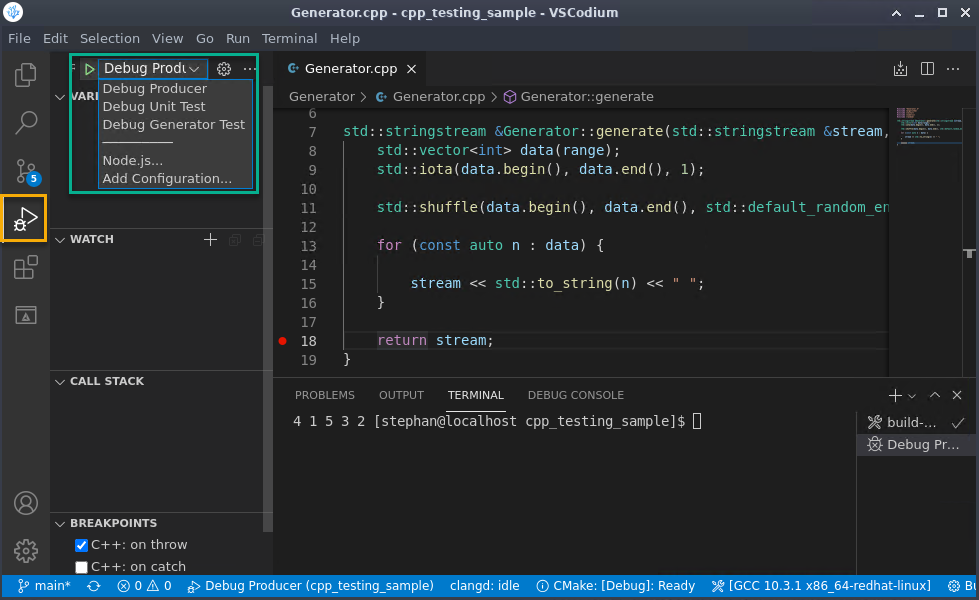 Generator.cpp - cpp_testing_sample - VSCodium
File Edit Selection View Go Run Terminal Help
Debug Produ
Generator.cpp
VARI
Debug Producer
Debug Unit Test
Debug Generator Test
Node.js...
Add Configuration...
5
WATCH
CALL STACK
BREAKPOINTS
C++: on throw
C++: on catch
Generator > Generator.cpp > Generator::generate
6
7 std::stringstream &Generator::generate(std::stringstream &stream,
8 std::vector<int> data(range);
9 std::iota(data.begin(), data.end(), 1);
10
11 std::shuffle(data.begin(), data.end(), std::default_random_en
12
13 for (const auto n : data) {
14
15 stream << std::to_string(n) << " ";
16 }
17
18 return stream;
19 }
PROBLEMS OUTPUT TERMINAL DEBUG CONSOLE
4 1 5 3 2 [stephan@localhost cpp_testing_sample]$
build-...
Debug Pr...
main* 0 0 Debug Producer (cpp_testing_sample) clangd: idle CMake: [Debug]: Ready [GCC 10.3.1 x86_64-redhat-linux]